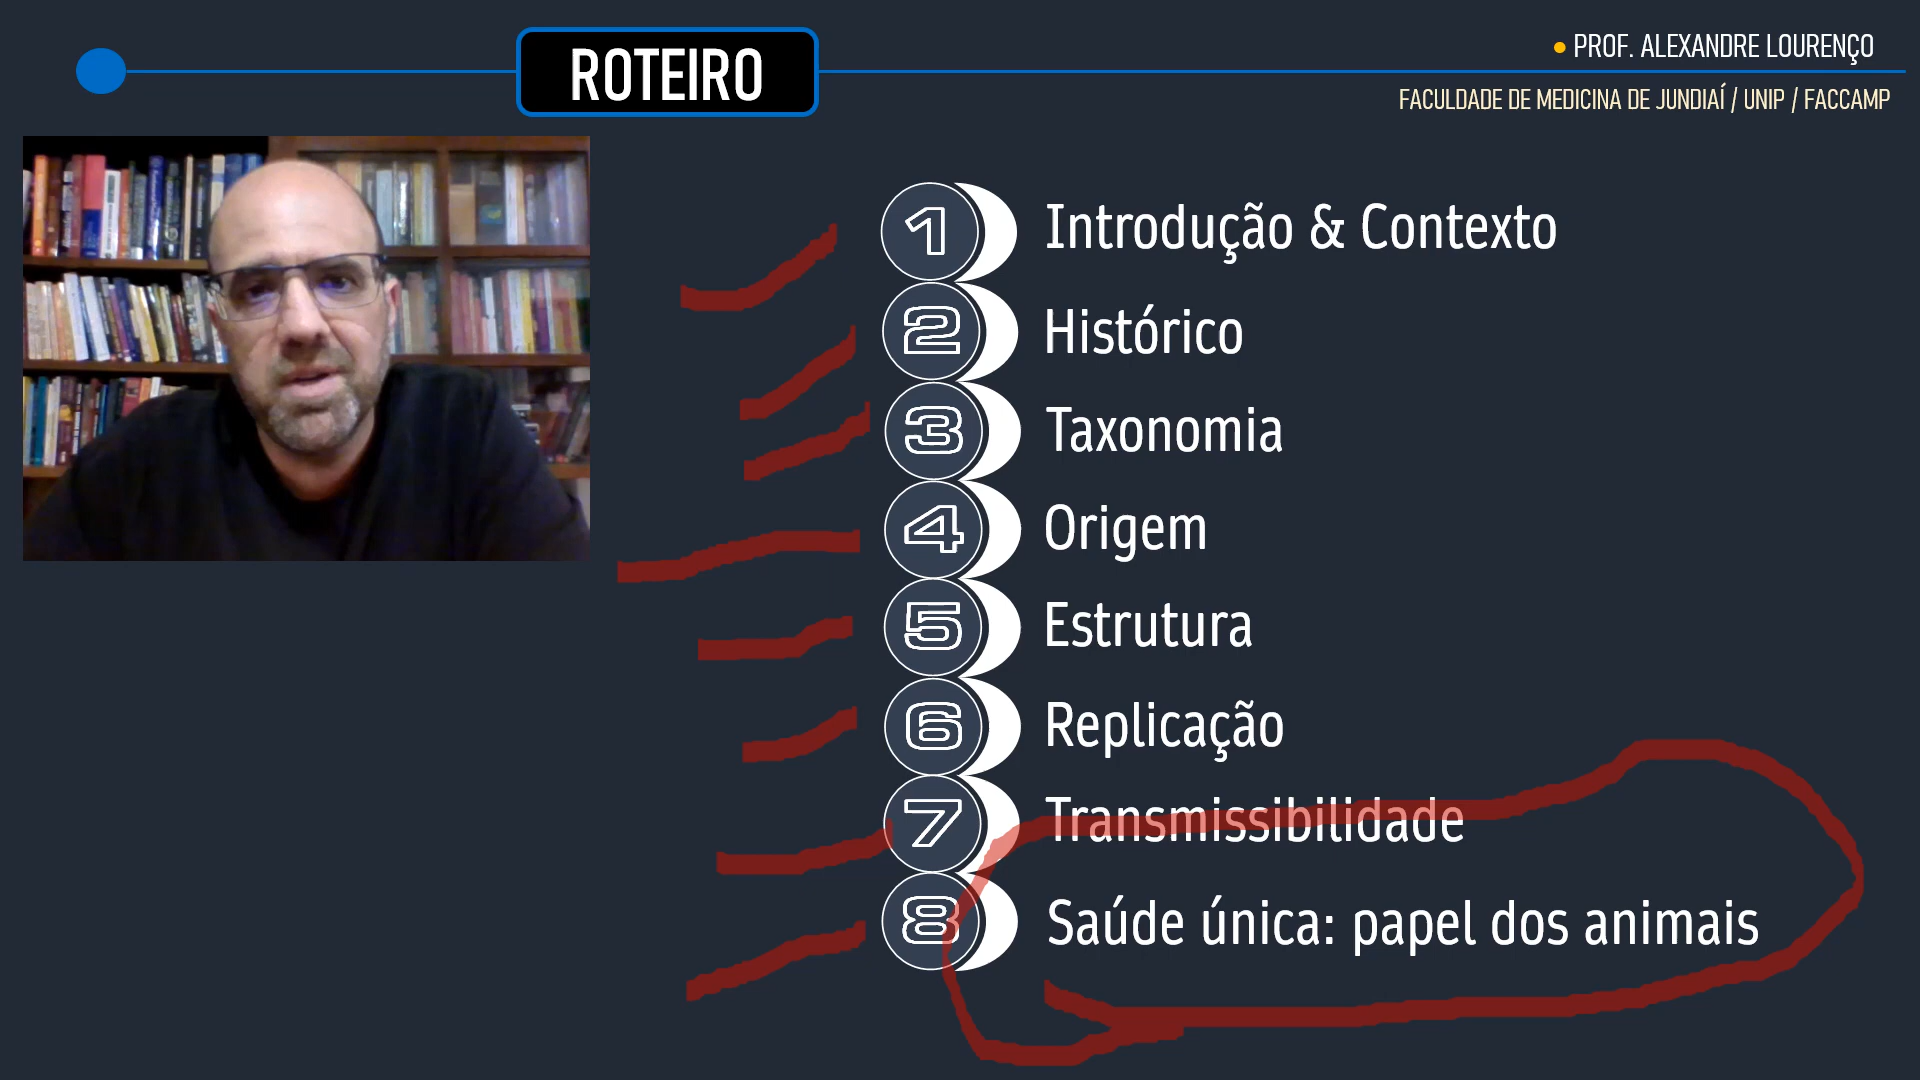 ROTEIRO
• PROF. ALEXANDRE LOURENÇO
FACULDADE DE MEDICINA DE JUNDIAÍ / UNIP / FACCAMP
1 Introdução & Contexto
2 Histórico
3 Taxonomia
4 Origem
5 Estrutura
6 Replicação
7 Transmissibilidade
8 Saúde única: papel dos animais